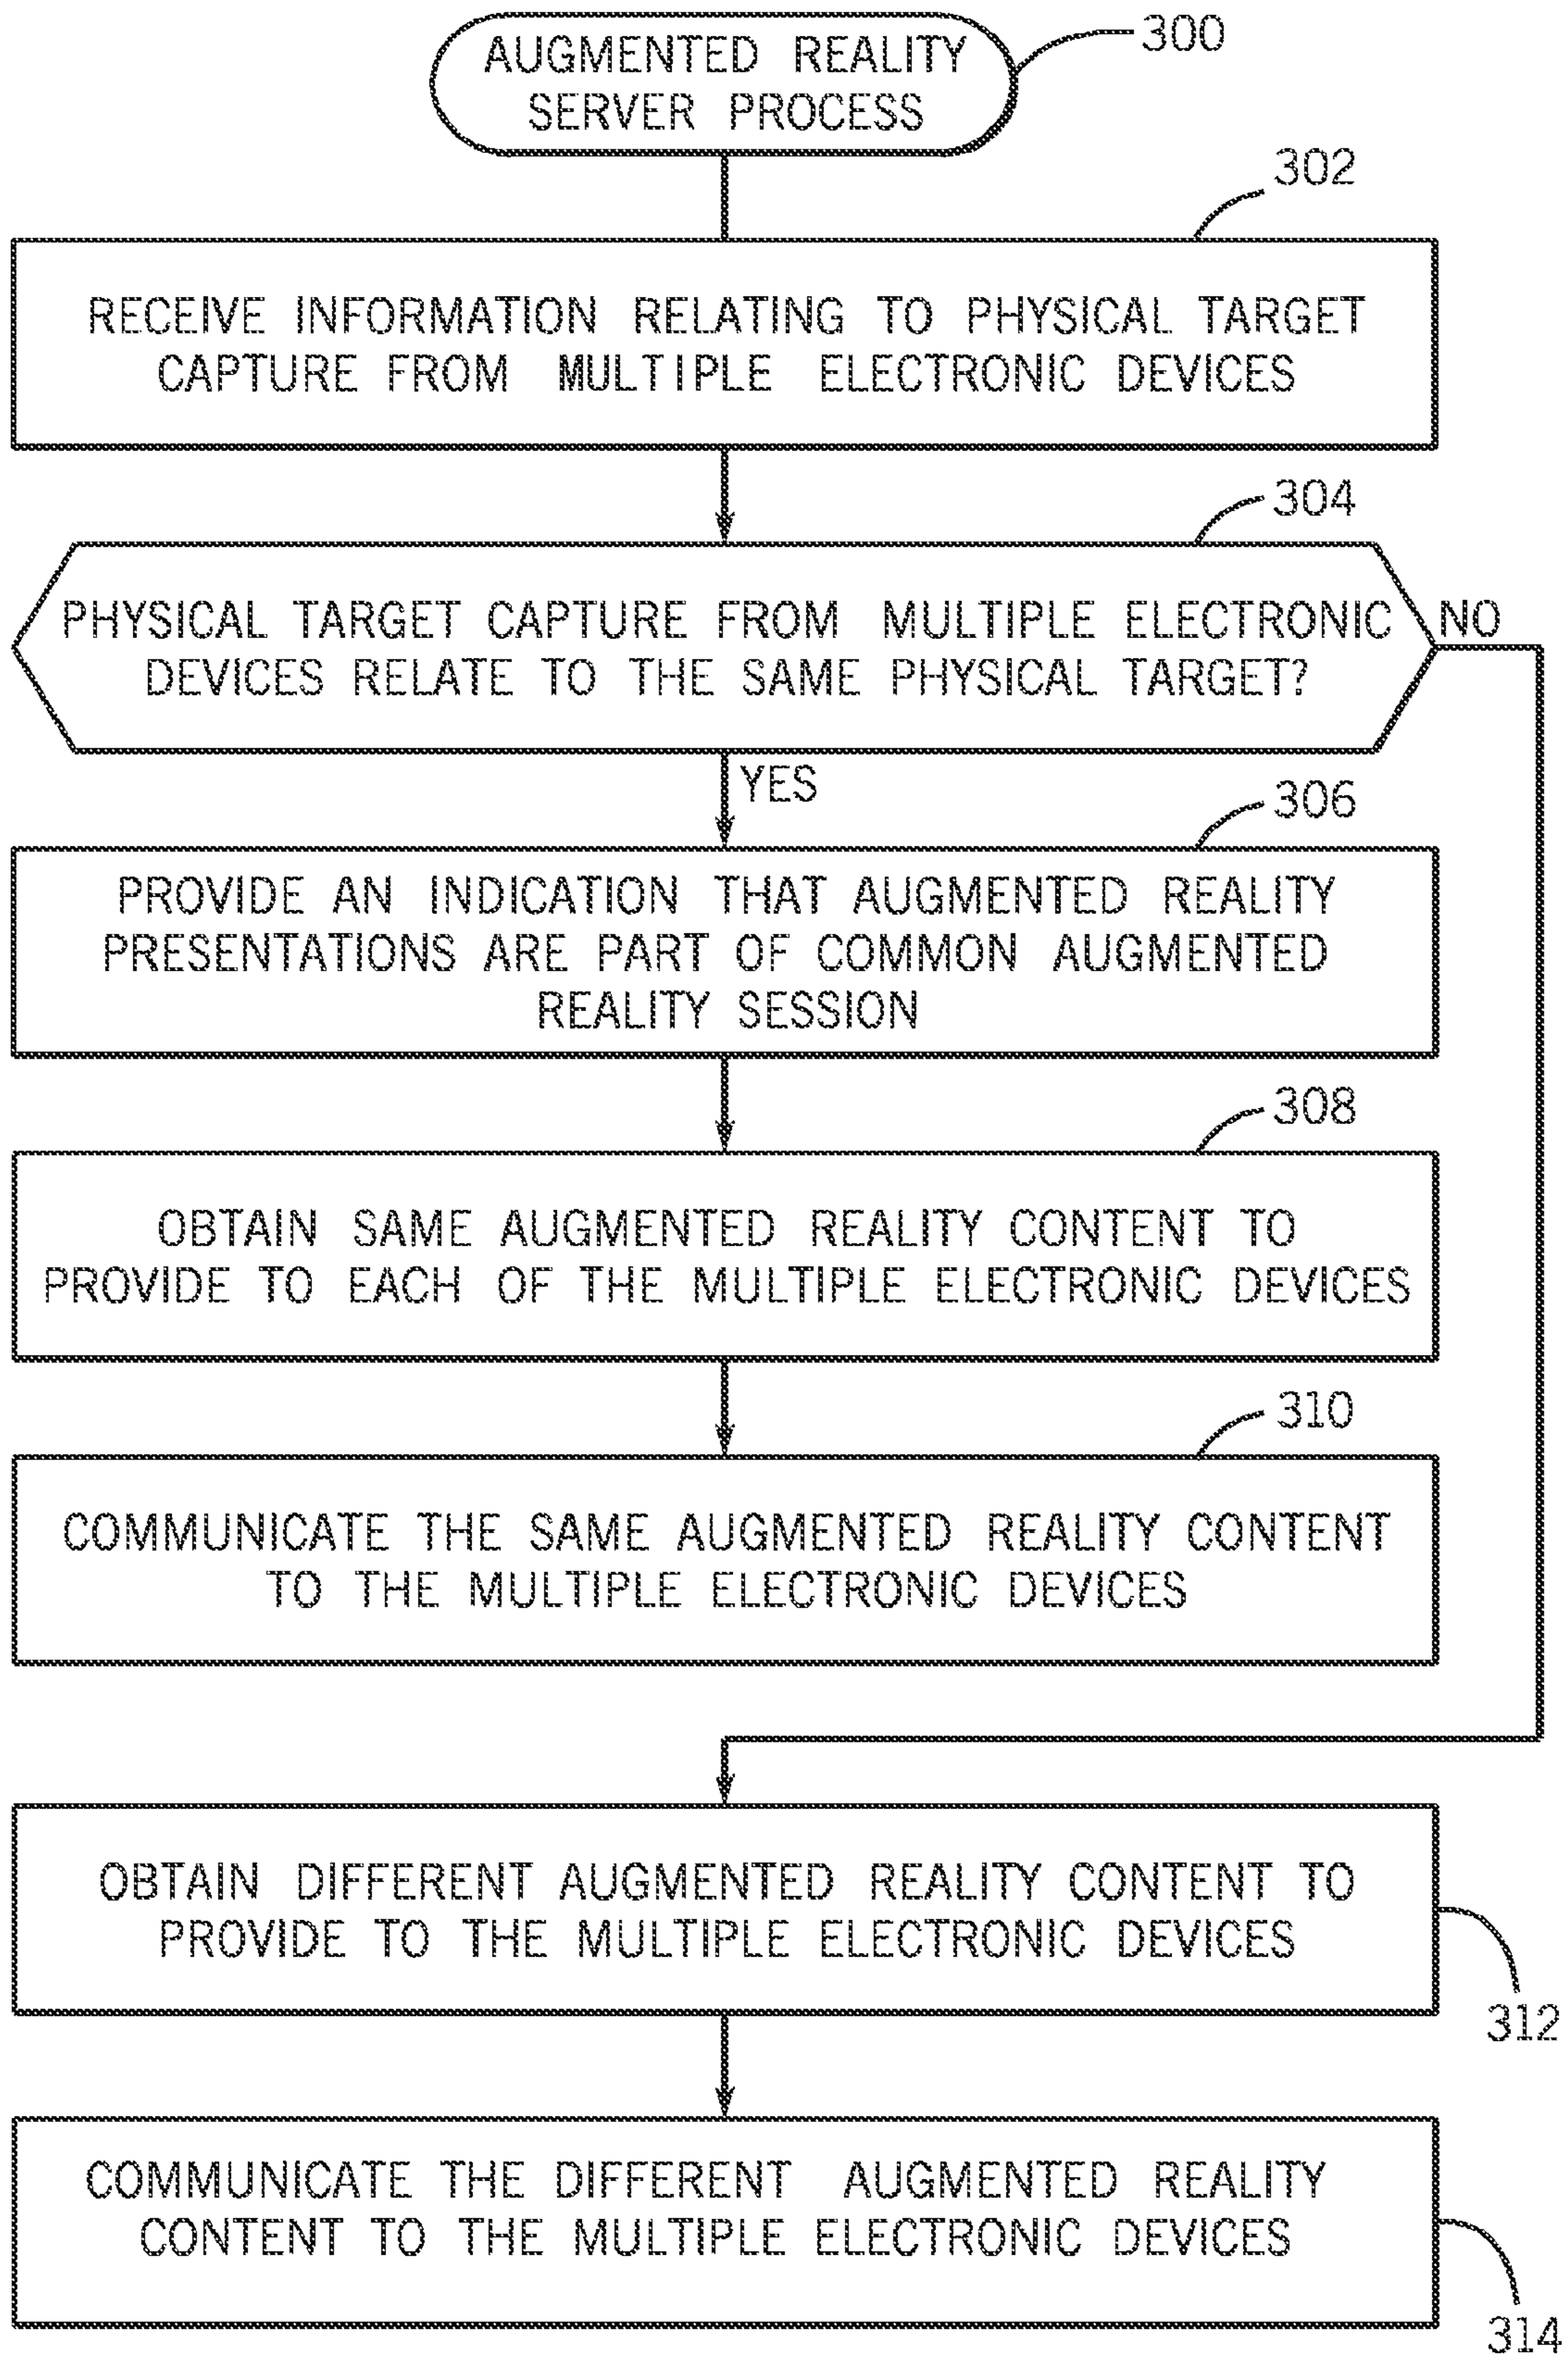 AUGMENTED REALITY
SERVER PROCESS
300
302
RECEIVE INFORMATION RELATING TO PHYSICAL TARGET
CAPTURE FROM MULTIPLE ELECTRONIC DEVICES
304
PHYSICAL TARGET CAPTURE FROM MULTIPLE ELECTRONIC
DEVICES RELATE TO THE SAME PHYSICAL TARGET?
NO
YES
306
PROVIDE AN INDICATION THAT AUGMENTED REALITY
PRESENTATIONS ARE PART OF COMMON AUGMENTED
REALITY SESSION
308
OBTAIN SAME AUGMENTED REALITY CONTENT TO
PROVIDE TO EACH OF THE MULTIPLE ELECTRONIC DEVICES
310
COMMUNICATE THE SAME AUGMENTED REALITY CONTENT
TO THE MULTIPLE ELECTRONIC DEVICES
OBTAIN DIFFERENT AUGMENTED REALITY CONTENT TO
PROVIDE TO THE MULTIPLE ELECTRONIC DEVICES
312
COMMUNICATE THE DIFFERENT AUGMENTED REALITY
CONTENT TO THE MULTIPLE ELECTRONIC DEVICES
314